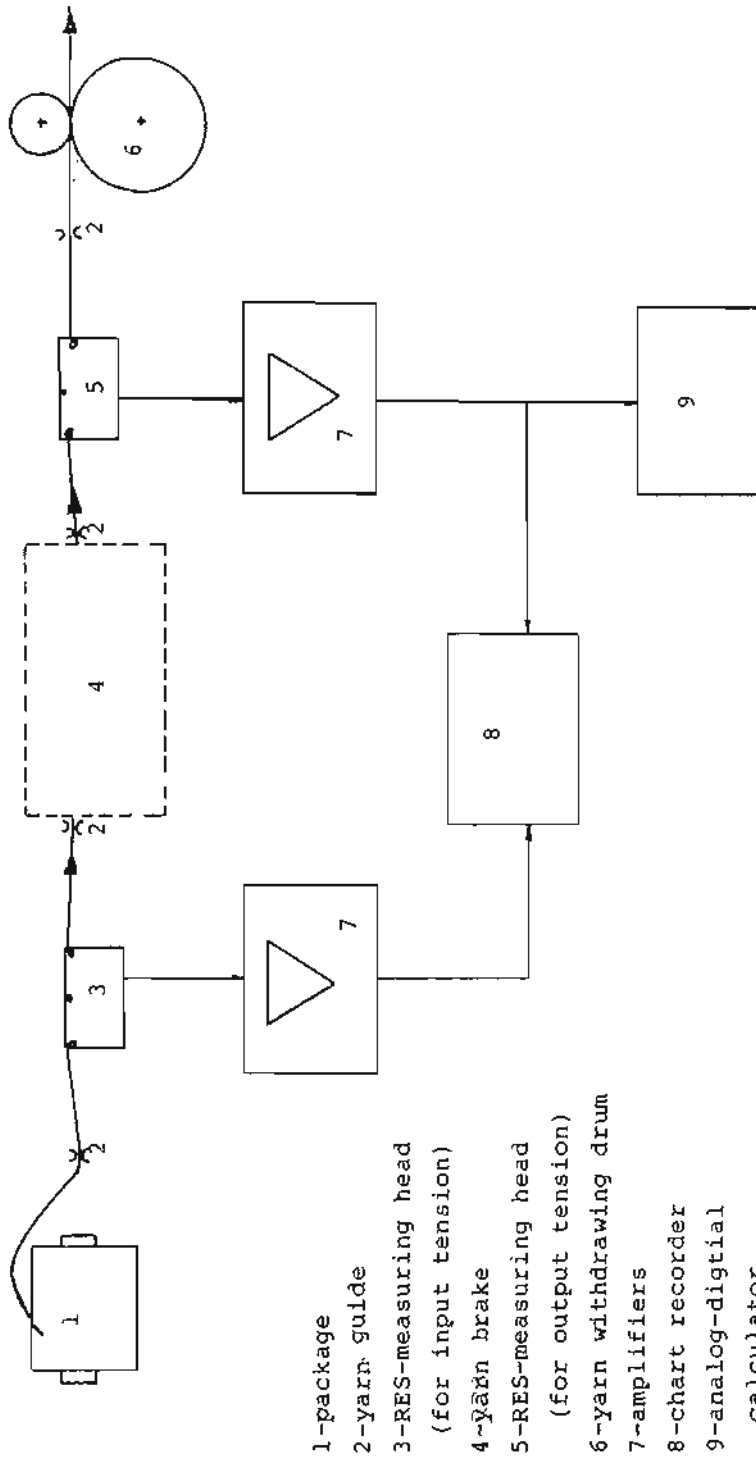 1
2
3
2
4
2
5
2
6
7
7
8
9
1-package
2-yarn guide
3-RES-measuring head
(for input tension)
4-yarn brake
5-RES-measuring head
(for output tension)
6-yarn withdrawing drum
7-amplifiers
8-chart recorder
9-analog-digtial
calculator